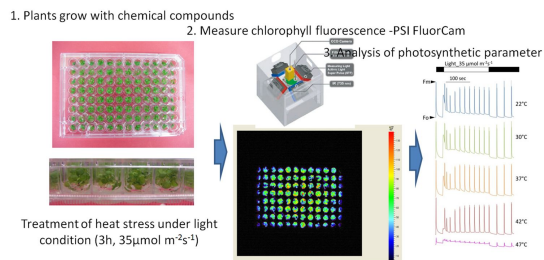 1. Plants grow with chemical compounds
2. Measure chlorophyll fluorescence -PSI FluorCam
3. Analysis of photosynthetic parameter
Light_35 μmol m⁻²s⁻¹
100 sec
Fm
Fo
22°C
30°C
37°C
42°C
47°C
Treatment of heat stress under light
condition (3h, 35μmol m⁻²s⁻¹)